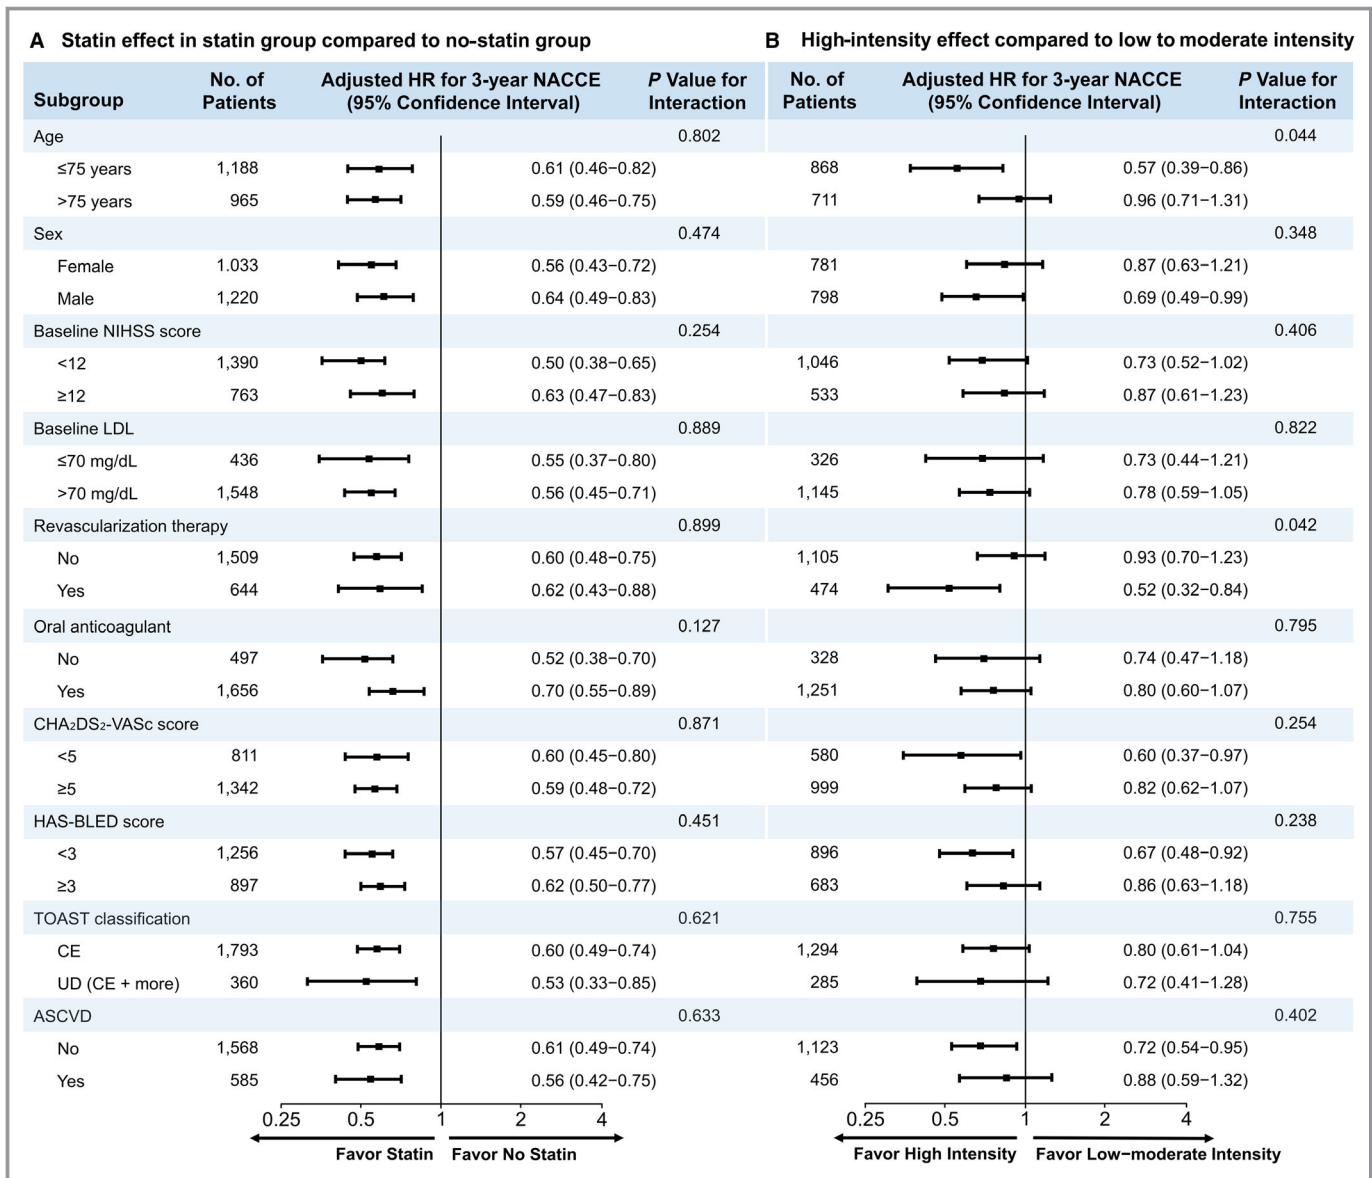 A Statin effect in statin group compared to no-statin group B High-intensity effect compared to low to moderate intensity
No. of Adjusted HR for 3-year NACCE P Value for No. of Adjusted HR for 3-year NACCE P Value for
Subgroup Patients (95% Confidence Interval) Interaction Patients (95% Confidence Interval) Interaction
Age 0.802 0.044
≤75 years 1,188 0.61 (0.46−0.82) 868 0.57 (0.39−0.86)
>75 years 965 0.59 (0.46−0.75) 711 0.96 (0.71−1.31)
Sex 0.474 0.348
Female 1.033 0.56 (0.43−0.72) 781 0.87 (0.63−1.21)
Male 1,220 0.64 (0.49−0.83) 798 0.69 (0.49−0.99)
Baseline NIHSS score 0.254 0.406
<12 1,390 0.50 (0.38−0.65) 1,046 0.73 (0.52−1.02)
≥12 763 0.63 (0.47−0.83) 533 0.87 (0.61−1.23)
Baseline LDL 0.889 0.822
≤70 mg/dL 436 0.55 (0.37−0.80) 326 0.73 (0.44−1.21)
>70 mg/dL 1,548 0.56 (0.45−0.71) 1,145 0.78 (0.59−1.05)
Revascularization therapy 0.899 0.042
No 1,509 0.60 (0.48−0.75) 1,105 0.93 (0.70−1.23)
Yes 644 0.62 (0.43−0.88) 474 0.52 (0.32−0.84)
Oral anticoagulant 0.127 0.795
No 497 0.52 (0.38−0.70) 328 0.74 (0.47−1.18)
Yes 1,656 0.70 (0.55−0.89) 1,251 0.80 (0.60−1.07)
CHA₂DS₂-VASc score 0.871 0.254
<5 811 0.60 (0.45−0.80) 580 0.60 (0.37−0.97)
≥5 1,342 0.59 (0.48−0.72) 999 0.82 (0.62−1.07)
HAS-BLED score 0.451 0.238
<3 1,256 0.57 (0.45−0.70) 896 0.67 (0.48−0.92)
≥3 897 0.62 (0.50−0.77) 683 0.86 (0.63−1.18)
TOAST classification 0.621 0.755
CE 1,793 0.60 (0.49−0.74) 1,294 0.80 (0.61−1.04)
UD (CE + more) 360 0.53 (0.33−0.85) 285 0.72 (0.41−1.28)
ASCVD 0.633 0.402
No 1,568 0.61 (0.49−0.74) 1,123 0.72 (0.54−0.95)
Yes 585 0.56 (0.42−0.75) 456 0.88 (0.59−1.32)
0.25 0.5 1 2 4 0.25 0.5 1 2 4
Favor Statin Favor No Statin Favor High Intensity Favor Low−moderate Intensity